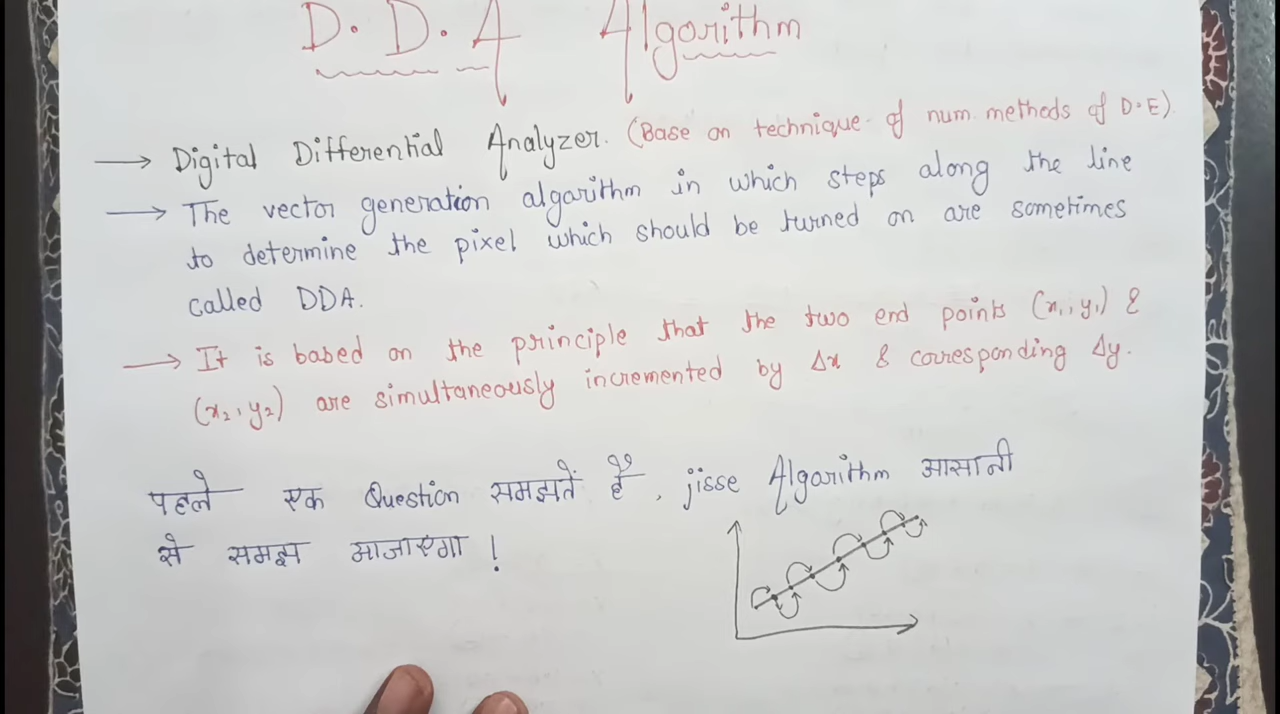 D.D.A Algorithm
→ Digital Differential Analyzer. (Base on technique of num. methods of D.E).
→ The vector generation algorithm in which steps along the line
to determine the pixel which should be turned on are sometimes
called DDA.
→ It is based on the principle that the two end points (x₁, y₁) &
(x₂, y₂) are simultaneously incremented by Δx & corresponding Δy.
पहले एक Question समझतें हैं, jisse Algorithm आसानी
से समझ आजाएगा !